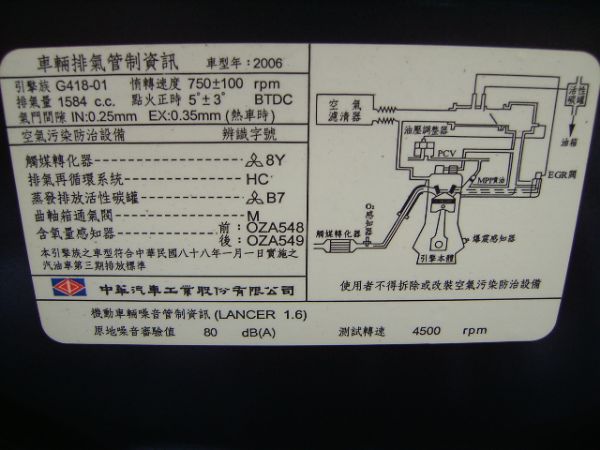 車輛排氣管制資訊 車型年：2006
引擎族 G418-01 惰轉速度 750±100 rpm
排氣量 1584 c.c. 點火正時 5°±3° BTDC
氣門間隙 IN:0.25mm EX:0.35mm (熱車時)
空氣污染防治設備 辨識字號
觸媒轉化器 8Y
排氣再循環系統 HC
蒸發排放活性碳罐 B7
曲軸箱通氣閥 M
含氧量感知器 前：OZA548
後：OZA549
本引擎族之車型符合中華民國八十八年一月一日實施之
汽油車第三期排放標準
中華汽車工業股份有限公司
空氣
濾清器
活性
碳罐
油箱
油壓調整器
PCV
MPI噴油
EGR閥
O₂
感知器
觸媒轉化器
爆震感知器
引擎本體
使用者不得拆除或改裝空氣污染防治設備
機動車輛噪音管制資訊 (LANCER 1.6)
原地噪音審驗值 80 dB(A) 測試轉速 4500 rpm